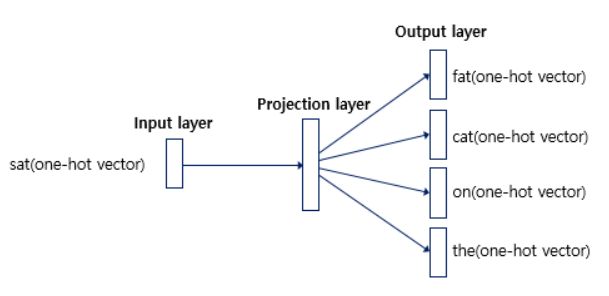 Output layer
fat(one-hot vector)
Projection layer
Input layer
cat(one-hot vector)
sat(one-hot vector)
on(one-hot vector)
the(one-hot vector)